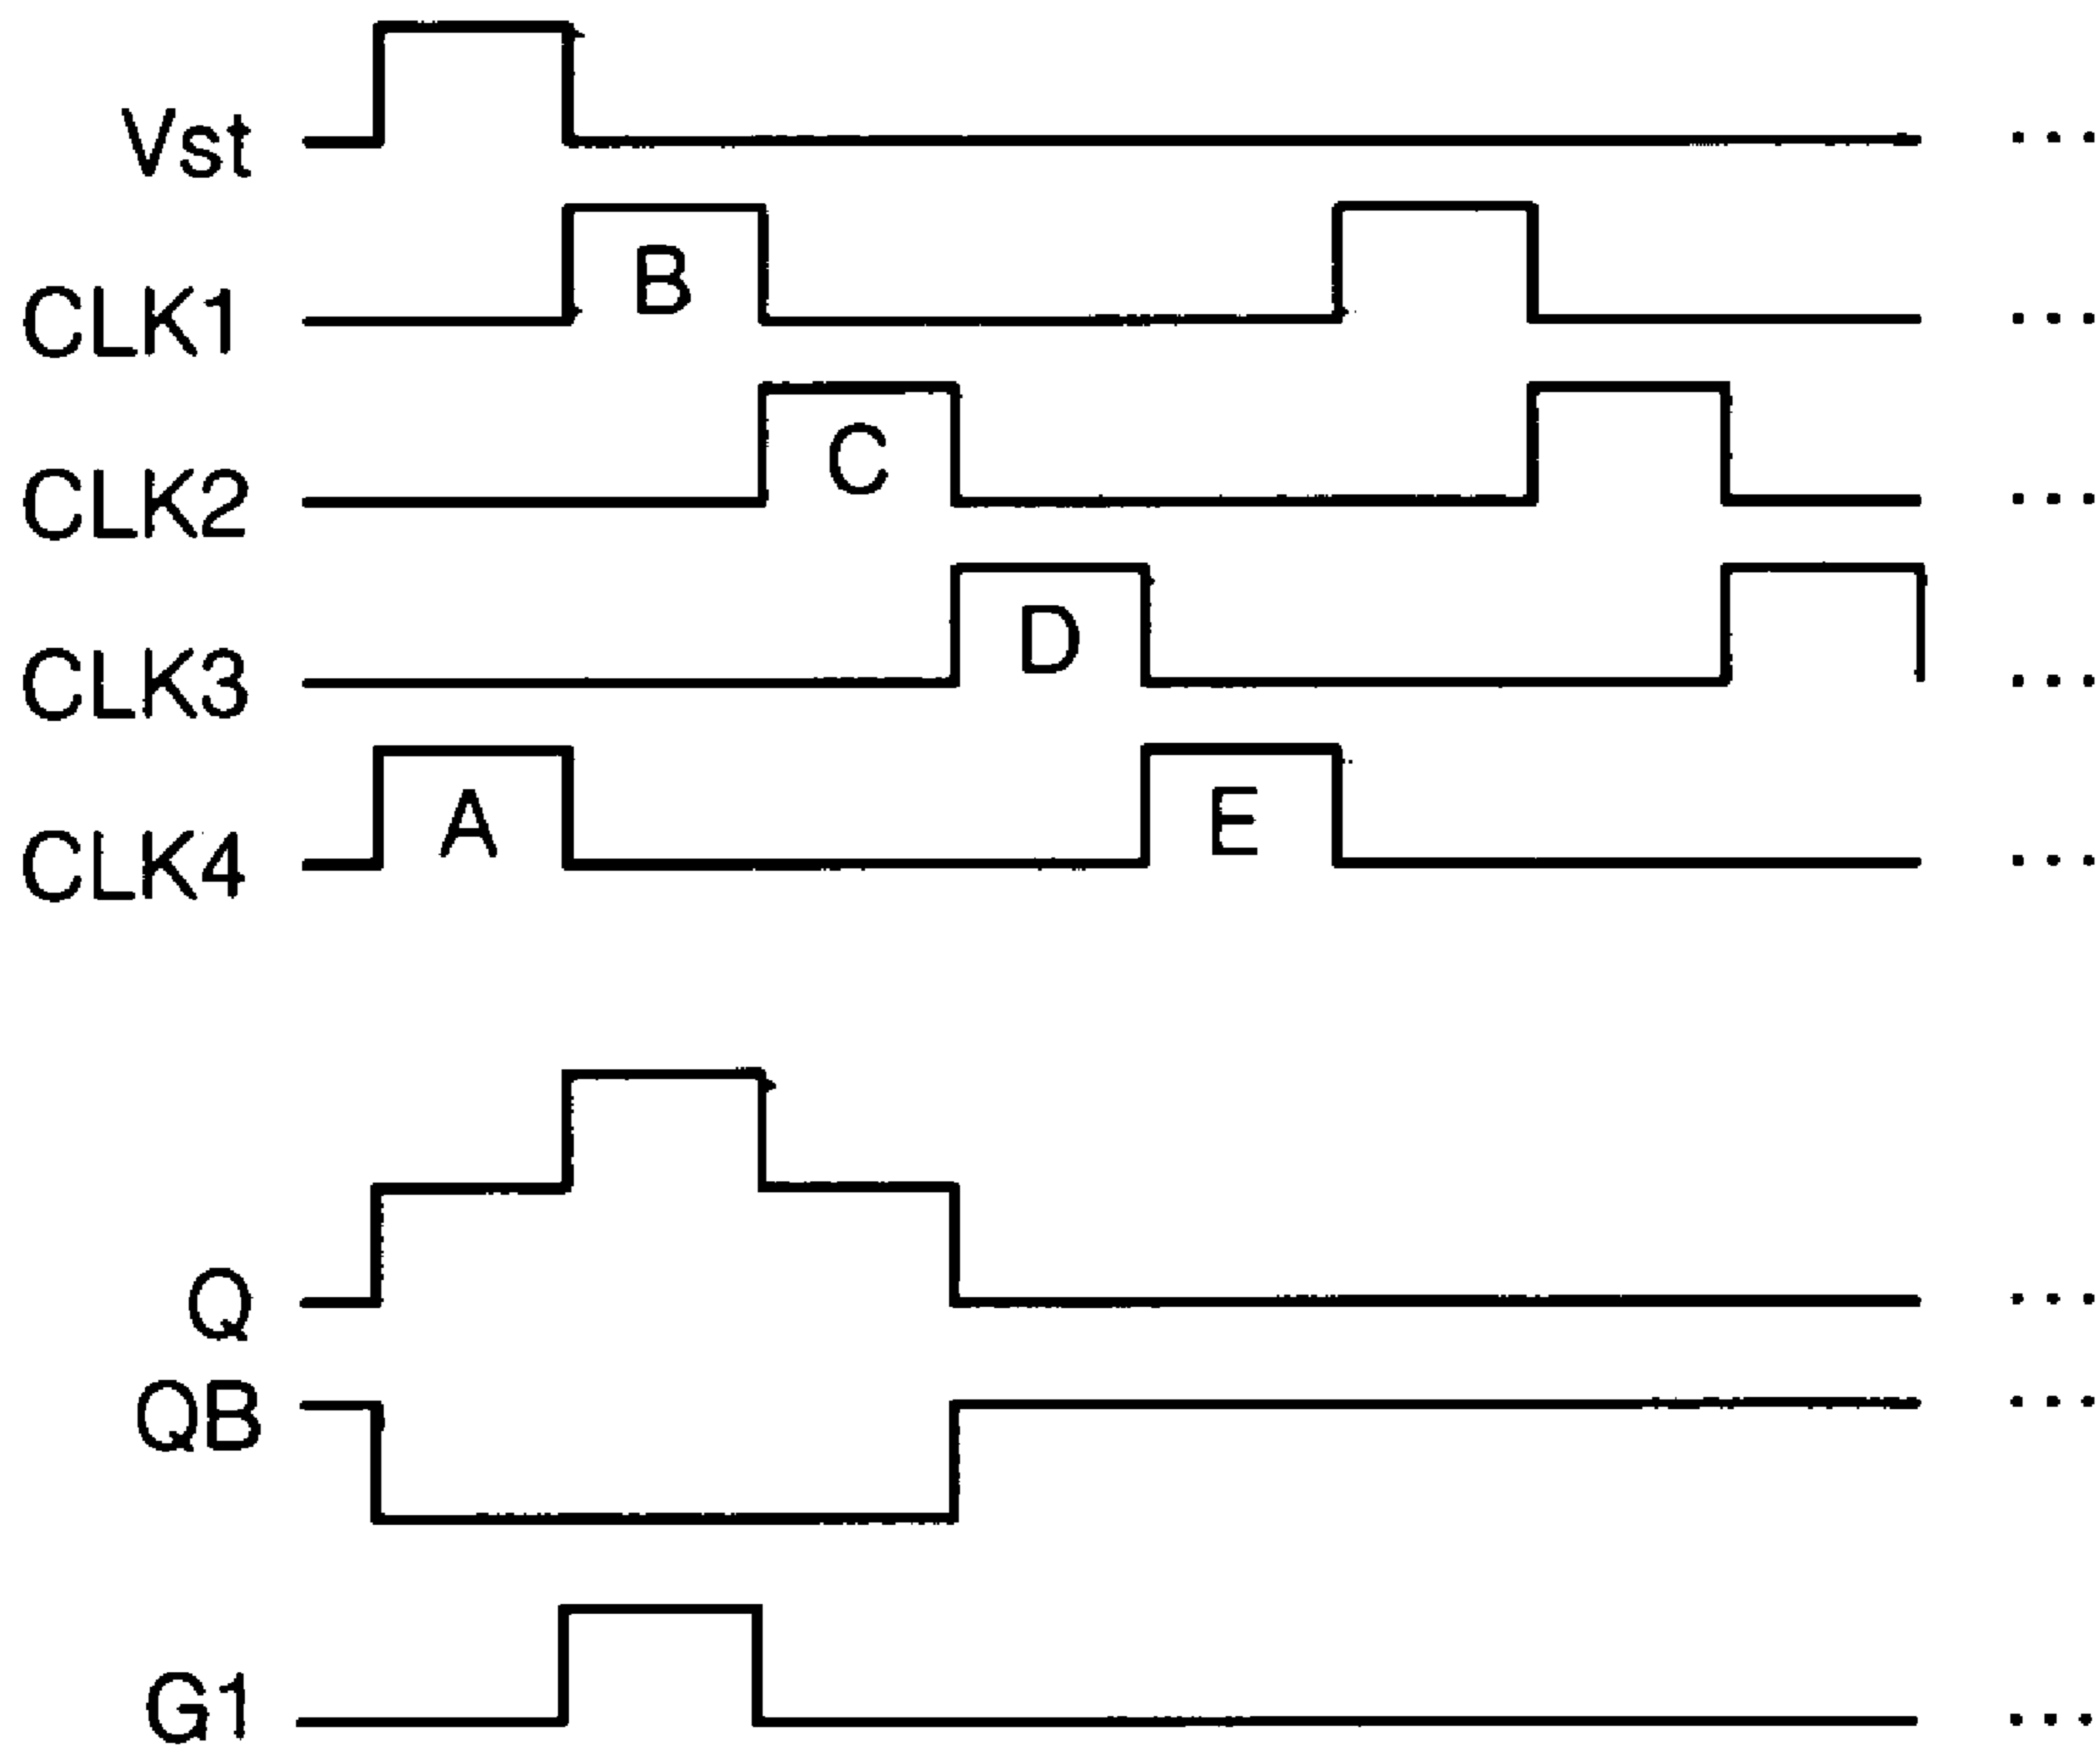 Vst ...
B
CLK1 ...
C
CLK2 ...
D
CLK3 ...
A E
CLK4 ...
Q ...
QB ...
G1 ...